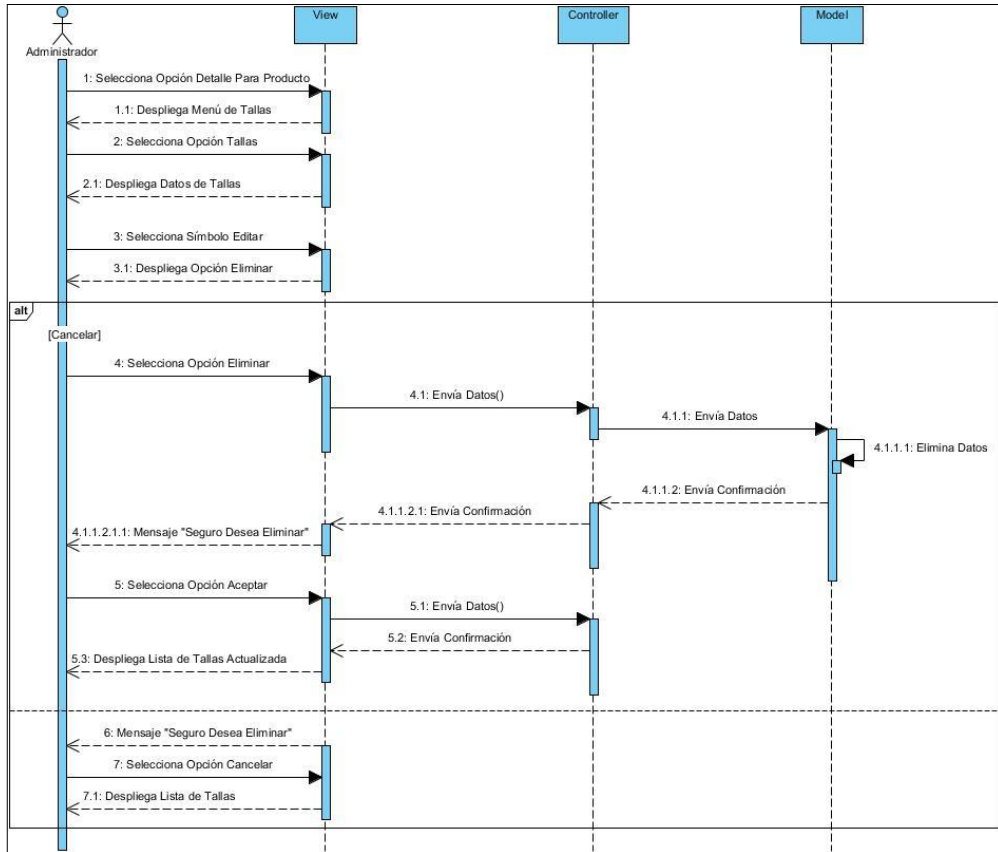 View
Controller
Model
Administrador
1: Selecciona Opción Detalle Para Producto
1.1: Despliega Menú de Tallas
2: Selecciona Opción Tallas
2.1: Despliega Datos de Tallas
3: Selecciona Símbolo Editar
3.1: Despliega Opción Eliminar
alt
[Cancelar]
4: Selecciona Opción Eliminar
4.1: Envía Datos()
4.1.1: Envía Datos
4.1.1.1: Elimina Datos
4.1.1.2: Envía Confirmación
4.1.1.2.1: Envía Confirmación
4.1.1.2.1.1: Mensaje "Seguro Desea Eliminar"
5: Selecciona Opción Aceptar
5.1: Envía Datos()
5.2: Envía Confirmación
5.3: Despliega Lista de Tallas Actualizada
6: Mensaje "Seguro Desea Eliminar"
7: Selecciona Opción Cancelar
7.1: Despliega Lista de Tallas